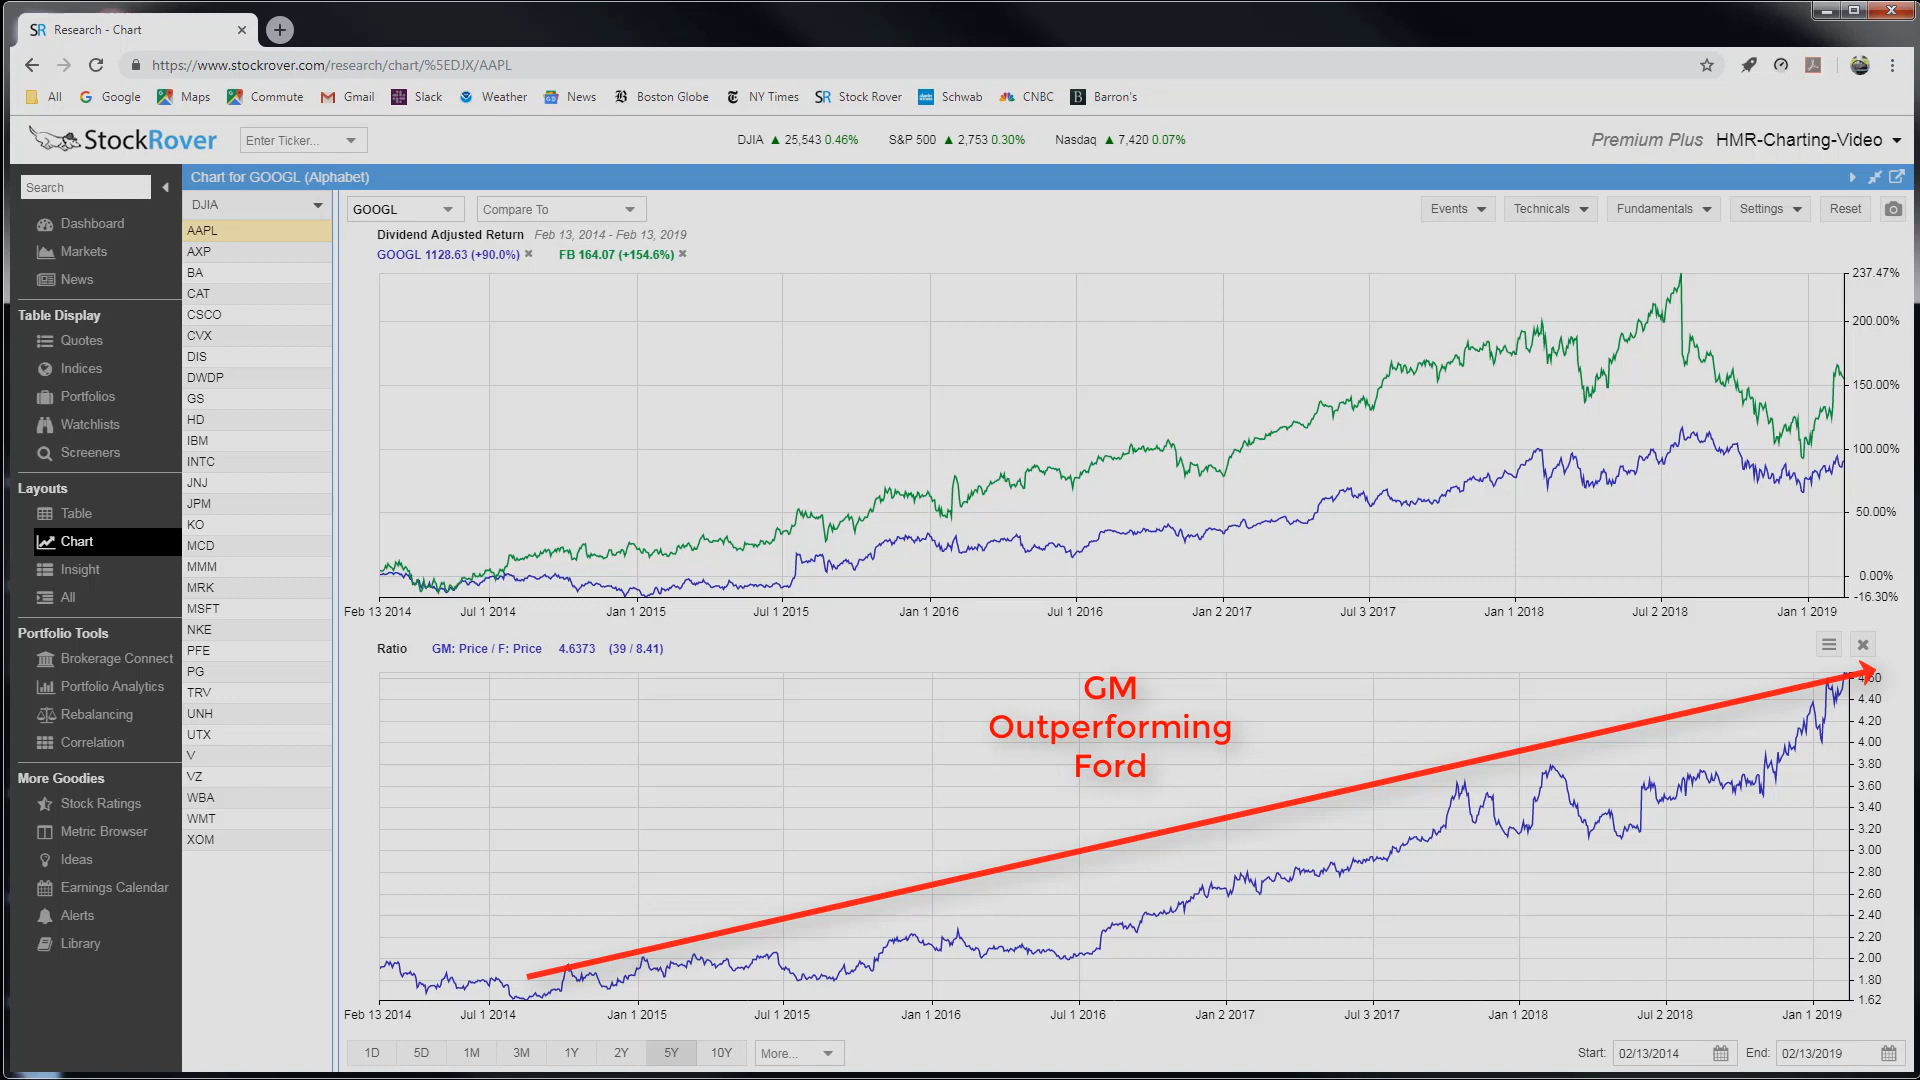 SR Research - Chart
https://www.stockrover.com/research/chart/%5EDJX/AAPL
All Google Maps Commute Gmail Slack Weather News Boston Globe NY Times SR Stock Rover Schwab CNBC B Barron's
StockRover Enter Ticker... DJIA ▲ 25,543 0.46% S&P 500 ▲ 2,753 0.30% Nasdaq ▲ 7,420 0.07% Premium Plus HMR-Charting-Video
Search
Dashboard
Markets
News
Table Display
Quotes
Indices
Portfolios
Watchlists
Screeners
Layouts
Table
Chart
Insight
All
Portfolio Tools
Brokerage Connect
Portfolio Analytics
Rebalancing
Correlation
More Goodies
Stock Ratings
Metric Browser
Ideas
Earnings Calendar
Alerts
Library
Chart for GOOGL (Alphabet)
DJIA
AAPL
AXP
BA
CAT
CSCO
CVX
DIS
DWDP
GS
HD
IBM
INTC
JNJ
JPM
KO
MCD
MMM
MRK
MSFT
NKE
PFE
PG
TRV
UNH
UTX
V
VZ
WBA
WMT
XOM
GOOGL Compare To Events Technicals Fundamentals Settings Reset
Dividend Adjusted Return Feb 13, 2014 - Feb 13, 2019
GOOGL 1128.63 (+90.0%) FB 164.07 (+154.6%)
237.47%
200.00%
150.00%
100.00%
50.00%
0.00%
-16.30%
Feb 13 2014 Jul 1 2014 Jan 1 2015 Jul 1 2015 Jan 1 2016 Jul 1 2016 Jan 2 2017 Jul 3 2017 Jan 1 2018 Jul 2 2018 Jan 1 2019
Ratio GM: Price / F: Price 4.6373 (39 / 8.41)
GM
Outperforming
Ford
4.60
4.40
4.20
4.00
3.80
3.60
3.40
3.20
3.00
2.80
2.60
2.40
2.20
2.00
1.80
1.62
Feb 13 2014 Jul 1 2014 Jan 1 2015 Jul 1 2015 Jan 1 2016 Jul 1 2016 Jan 2 2017 Jul 3 2017 Jan 1 2018 Jul 2 2018 Jan 1 2019
1D 5D 1M 3M 1Y 2Y 5Y 10Y More... Start: 02/13/2014 End: 02/13/2019